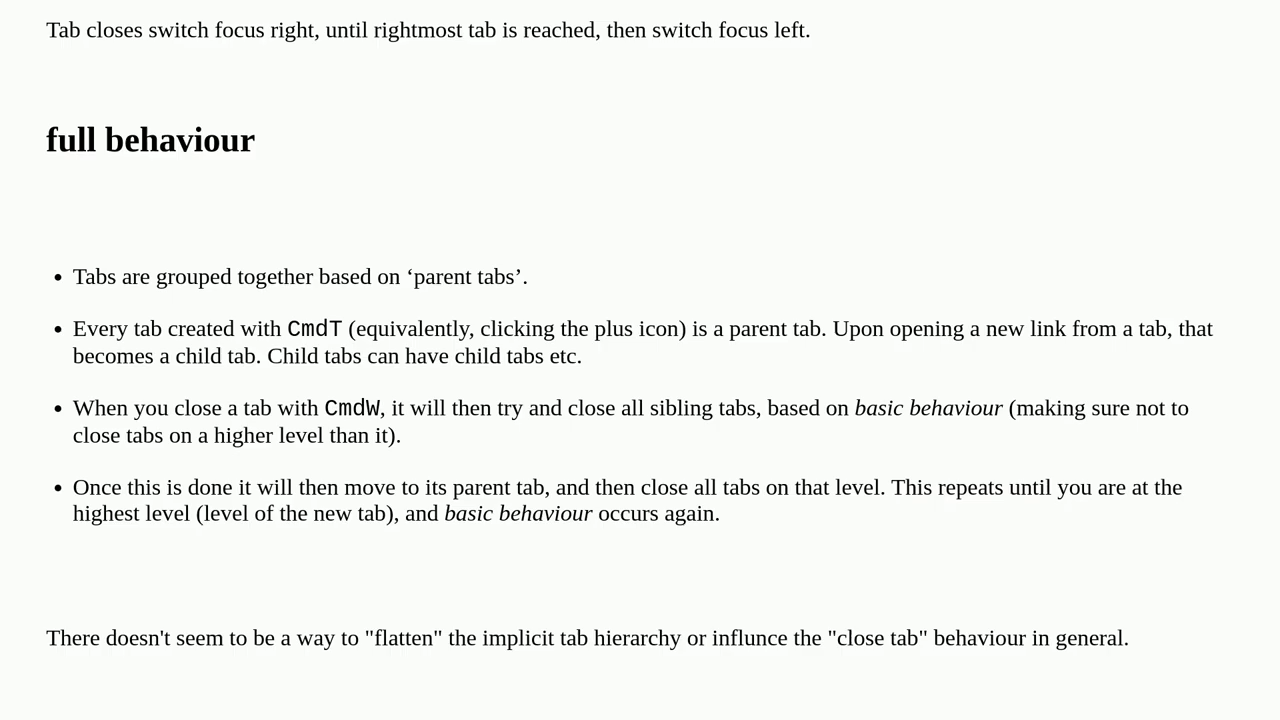 Tab closes switch focus right, until rightmost tab is reached, then switch focus left.
full behaviour
• Tabs are grouped together based on ‘parent tabs’.
• Every tab created with CmdT (equivalently, clicking the plus icon) is a parent tab. Upon opening a new link from a tab, that
becomes a child tab. Child tabs can have child tabs etc.
• When you close a tab with CmdW, it will then try and close all sibling tabs, based on basic behaviour (making sure not to
close tabs on a higher level than it).
• Once this is done it will then move to its parent tab, and then close all tabs on that level. This repeats until you are at the
highest level (level of the new tab), and basic behaviour occurs again.
There doesn't seem to be a way to "flatten" the implicit tab hierarchy or influnce the "close tab" behaviour in general.